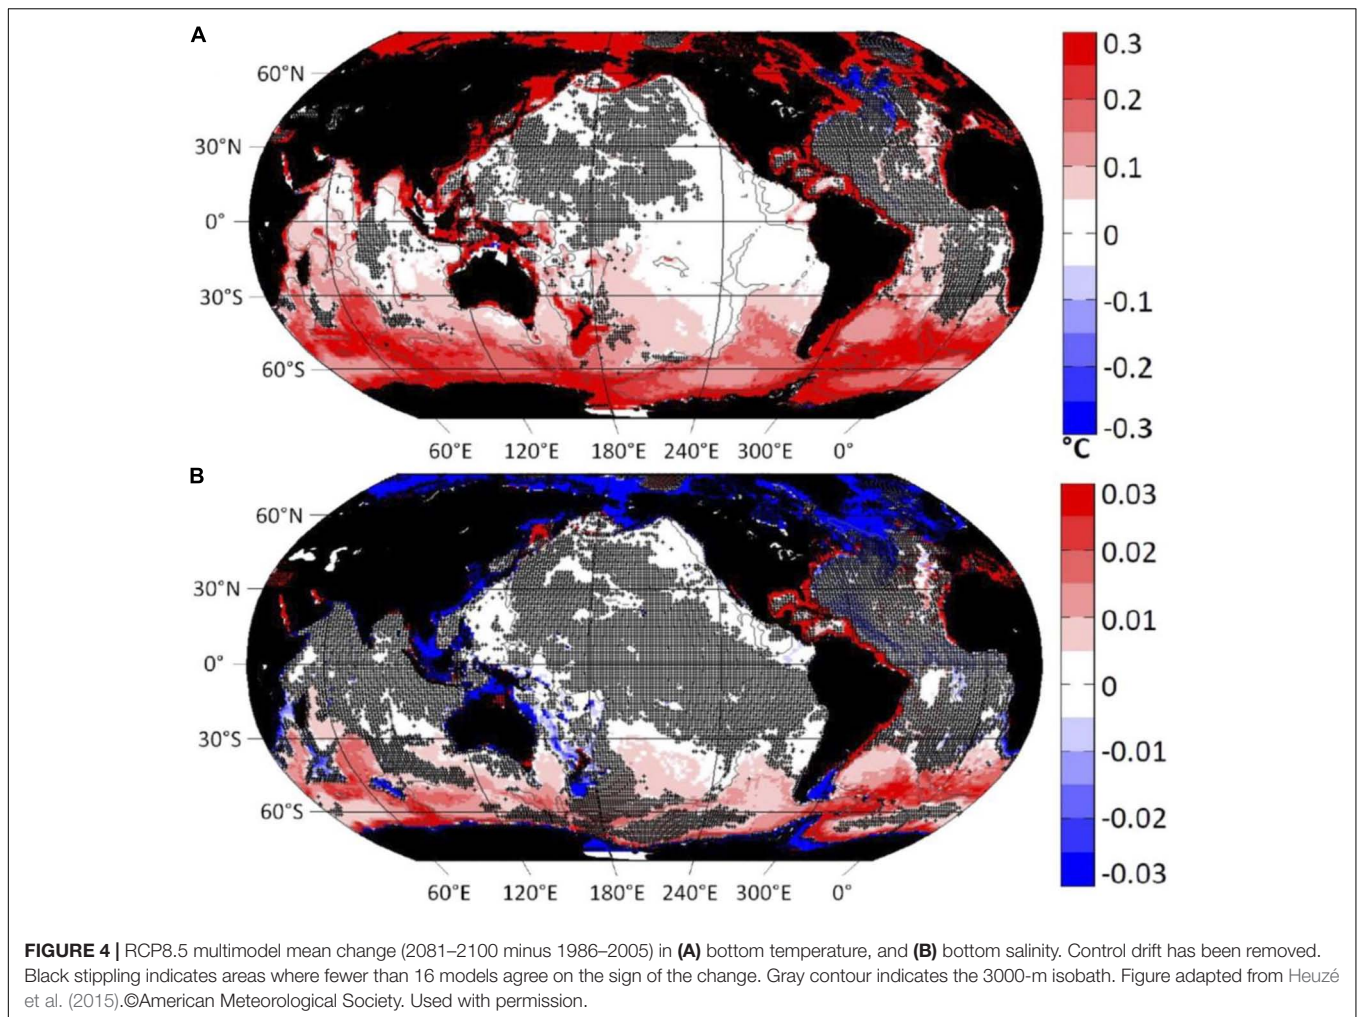 A
60°N
30°N
0°
30°S
60°S
60°E 120°E 180°E 240°E 300°E 0°
0.3
0.2
0.1
0
-0.1
-0.2
-0.3
°C
B
60°N
30°N
0°
30°S
60°S
60°E 120°E 180°E 240°E 300°E 0°
0.03
0.02
0.01
0
-0.01
-0.02
-0.03
FIGURE 4 | RCP8.5 multimodel mean change (2081–2100 minus 1986–2005) in (A) bottom temperature, and (B) bottom salinity. Control drift has been removed.
Black stippling indicates areas where fewer than 16 models agree on the sign of the change. Gray contour indicates the 3000-m isobath. Figure adapted from Heuzé
et al. (2015).©American Meteorological Society. Used with permission.